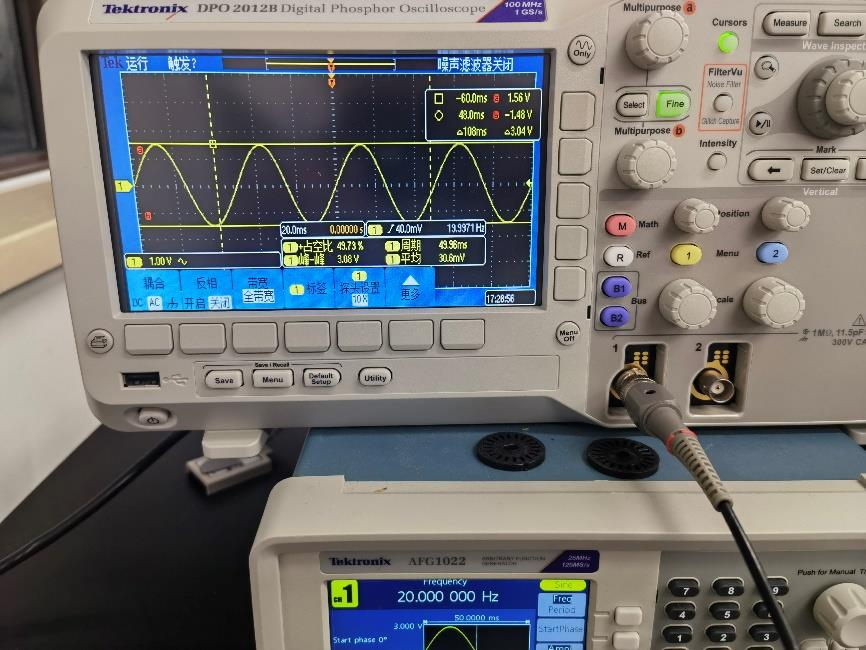 Tektronix DPO 2012B Digital Phosphor Oscilloscope 100 MHz 1 GS/s
Tek 运行 触发? 噪声滤波器关闭
-60.0ms 1.56 V
48.0ms -1.48 V
△108ms △3.04 V
20.0ms 0.00000 s 1 40.0mV 19.9971Hz
1 +占空比 49.73 % 1 周期 49.96ms
1 峰-峰 3.08 V 1 平均 30.6mV
1 1.00 V
耦合 反相 带宽 1 标签 1 探头设置 更多
DC AC 开启 关闭 全带宽 10X
17:28:56
Only
Menu Off
Save / Recall
Save Menu Default Setup Utility
Multipurpose a
Cursors
Measure Search
Wave Inspect
FilterVu
Noise Filter
Glitch Capture
Select Fine
Multipurpose b
Intensity
Mark
Set/Clear
Vertical
M Math
Position
R Ref
1 Menu 2
B1
Bus
B2
1MΩ, 11.5pF
300V CA
1 2
Tektronix AFG1022 ARBITRARY FUNCTION GENERATOR 25MHz 125MS/s
Push for Manual
CH1 Frequency Sine
20.000 000 Hz Freq
Period
50.0000 ms
3.000 V StartPhase
Start phase 0°
7 8 9
4 5 6
1 2 3